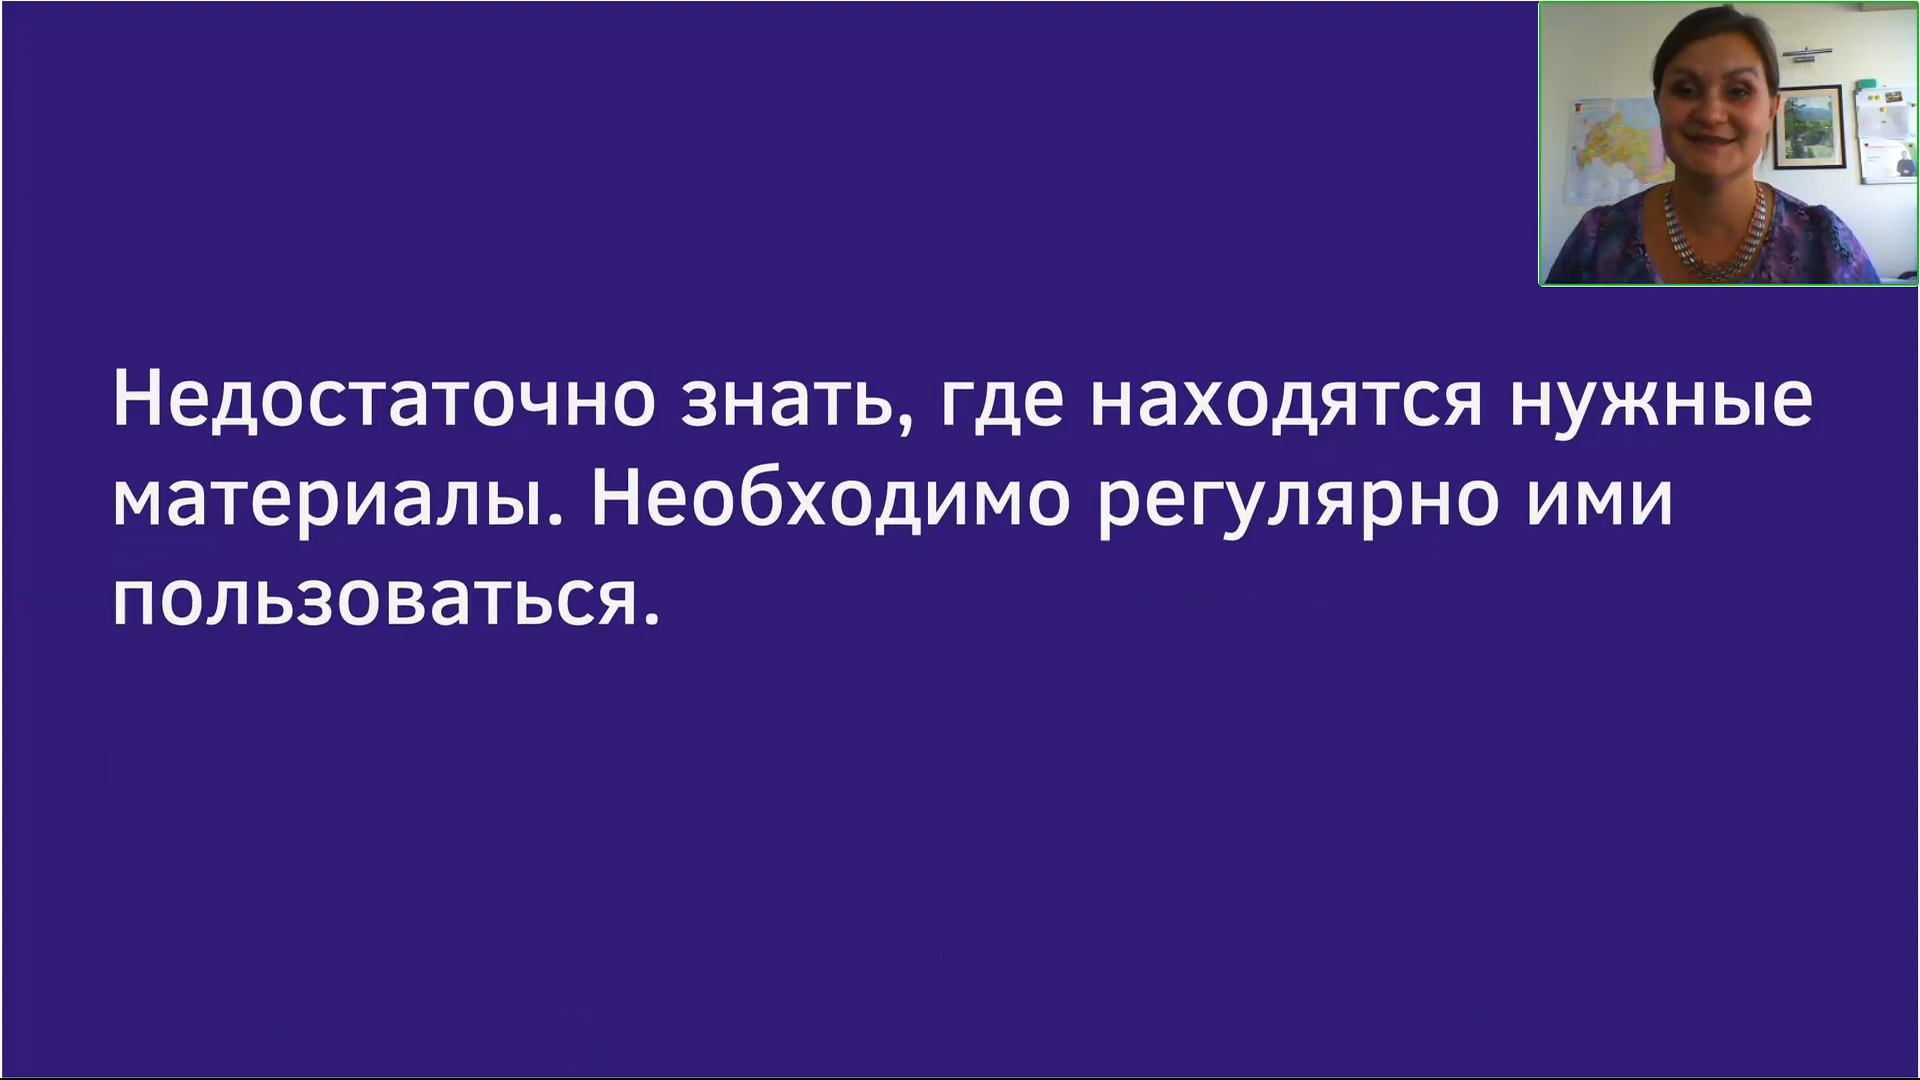 Недостаточно знать, где находятся нужные
материалы. Необходимо регулярно ими
пользоваться.